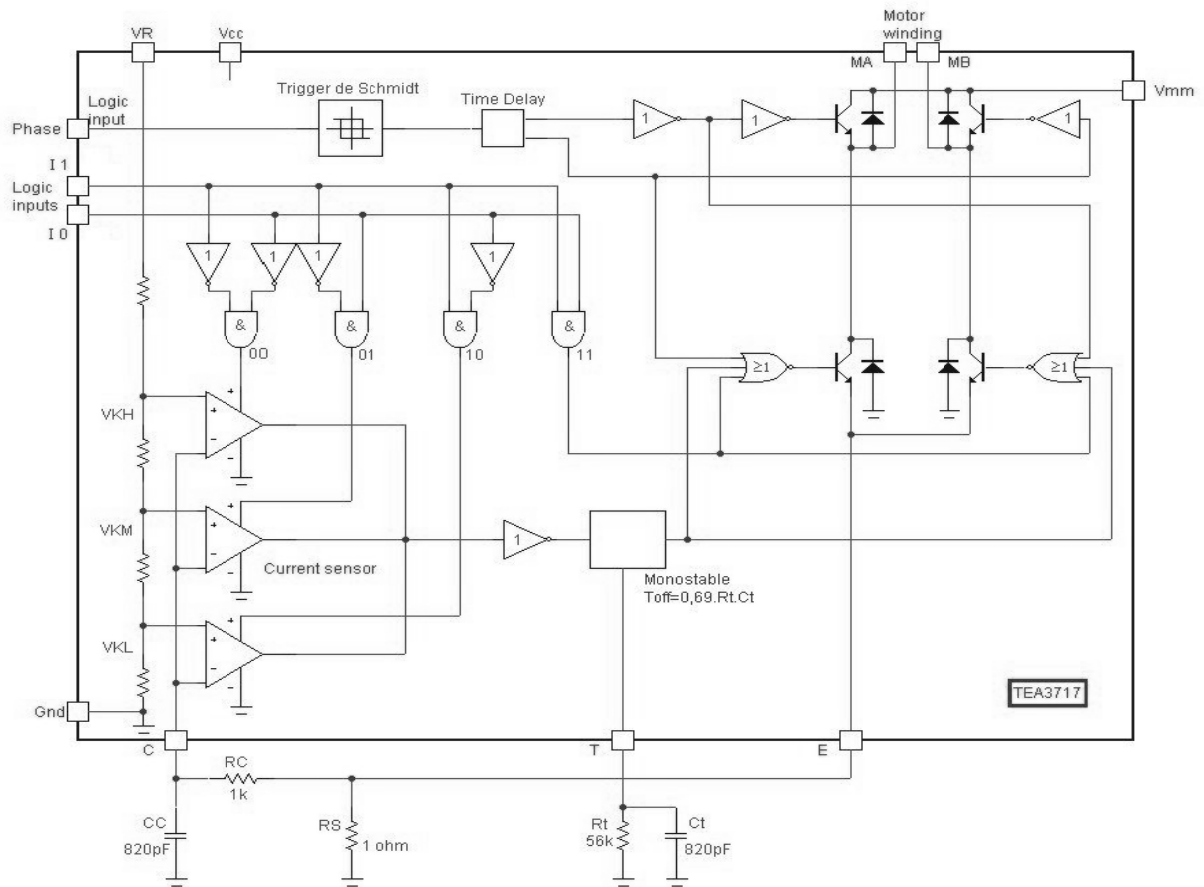 Motor
winding
VR
Vcc
MA
MB
Vmm
Logic
input
Trigger de Schmidt
Time Delay
Phase
1
1
1
I 1
Logic
inputs
I 0
1
1
1
1
&
&
&
&
00
01
10
11
≥1
≥1
VKH
+
+
−
−
VKM
+
+
−
−
1
Current sensor
Monostable
Toff=0,69.Rt.Ct
VKL
+
+
−
−
TEA3717
Gnd
C
T
E
RC
1k
CC
820pF
RS
1 ohm
Rt
56k
Ct
820pF